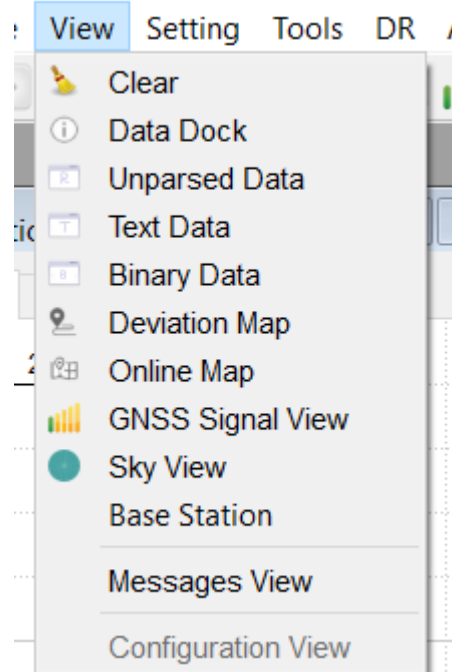 View Setting Tools DR
Clear
Data Dock
Unparsed Data
Text Data
Binary Data
Deviation Map
Online Map
GNSS Signal View
Sky View
Base Station
Messages View
Configuration View